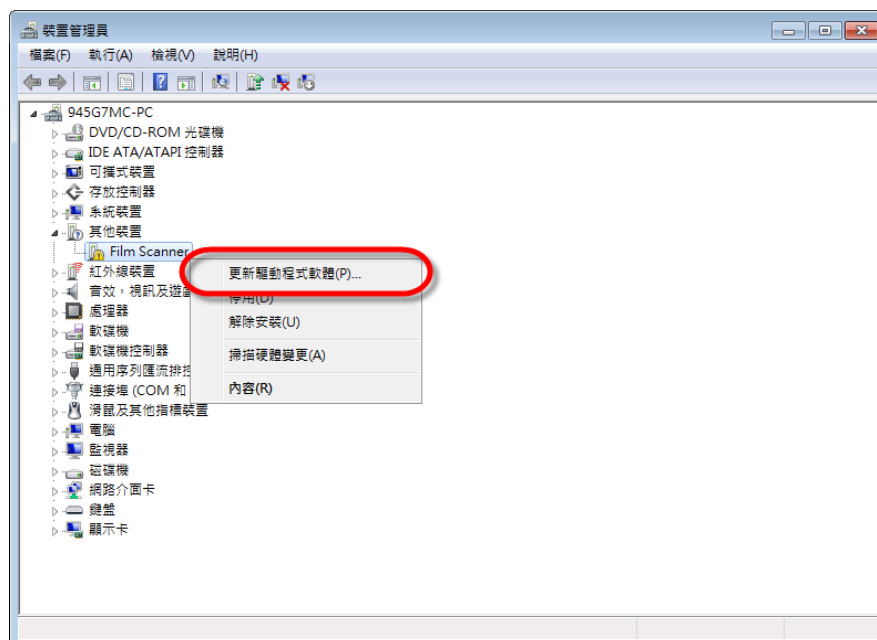 裝置管理員
檔案(F) 執行(A) 檢視(V) 說明(H)
945G7MC-PC
DVD/CD-ROM 光碟機
IDE ATA/ATAPI 控制器
可攜式裝置
存放控制器
系統裝置
其他裝置
Film Scanner
紅外線裝置
音效，視訊及遊
處理器
軟碟機
軟碟機控制器
通用序列匯流排控
連接埠 (COM 和
滑鼠及其他指標裝置
電腦
監視器
磁碟機
網路介面卡
鍵盤
顯示卡
更新驅動程式軟體(P)...
停用(D)
解除安裝(U)
掃描硬體變更(A)
內容(R)